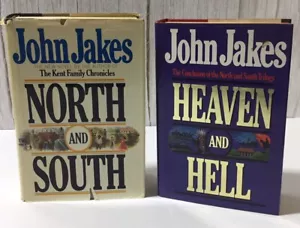 John Jakes
The Kent Family Chronicles
NORTH
AND
SOUTH
John Jakes
The Conclusion of the North and South Trilogy
HEAVEN
AND
HELL